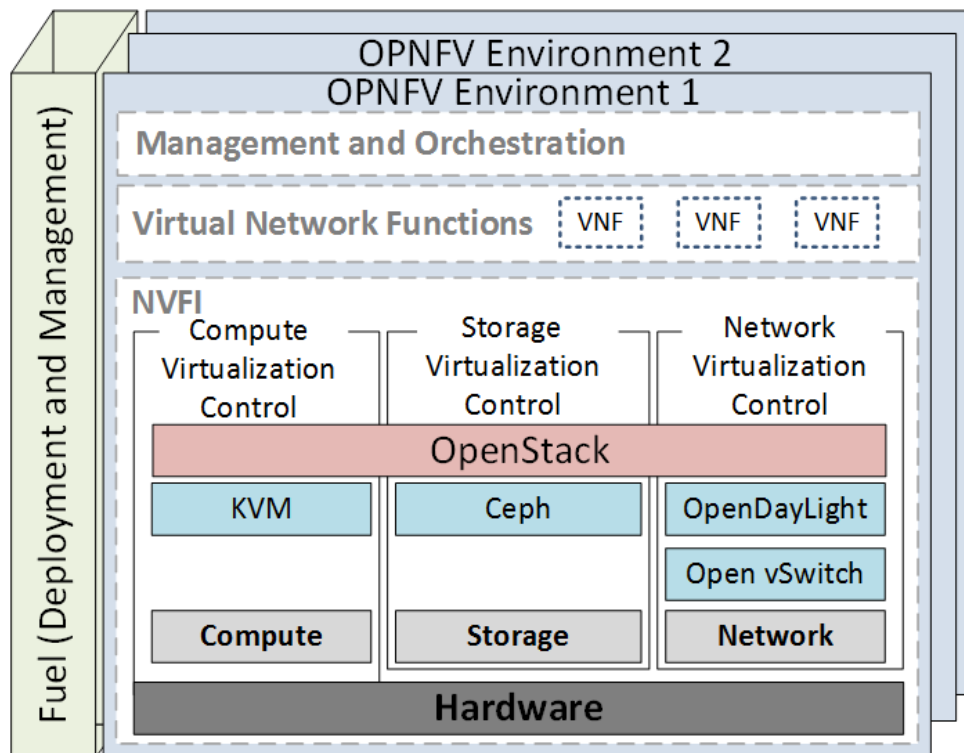 Fuel (Deployment and Management)
OPNFV Environment 2
OPNFV Environment 1
Management and Orchestration
Virtual Network Functions
VNF
VNF
VNF
NVFI
Compute
Virtualization
Control
Storage
Virtualization
Control
Network
Virtualization
Control
OpenStack
KVM
Ceph
OpenDayLight
Open vSwitch
Compute
Storage
Network
Hardware